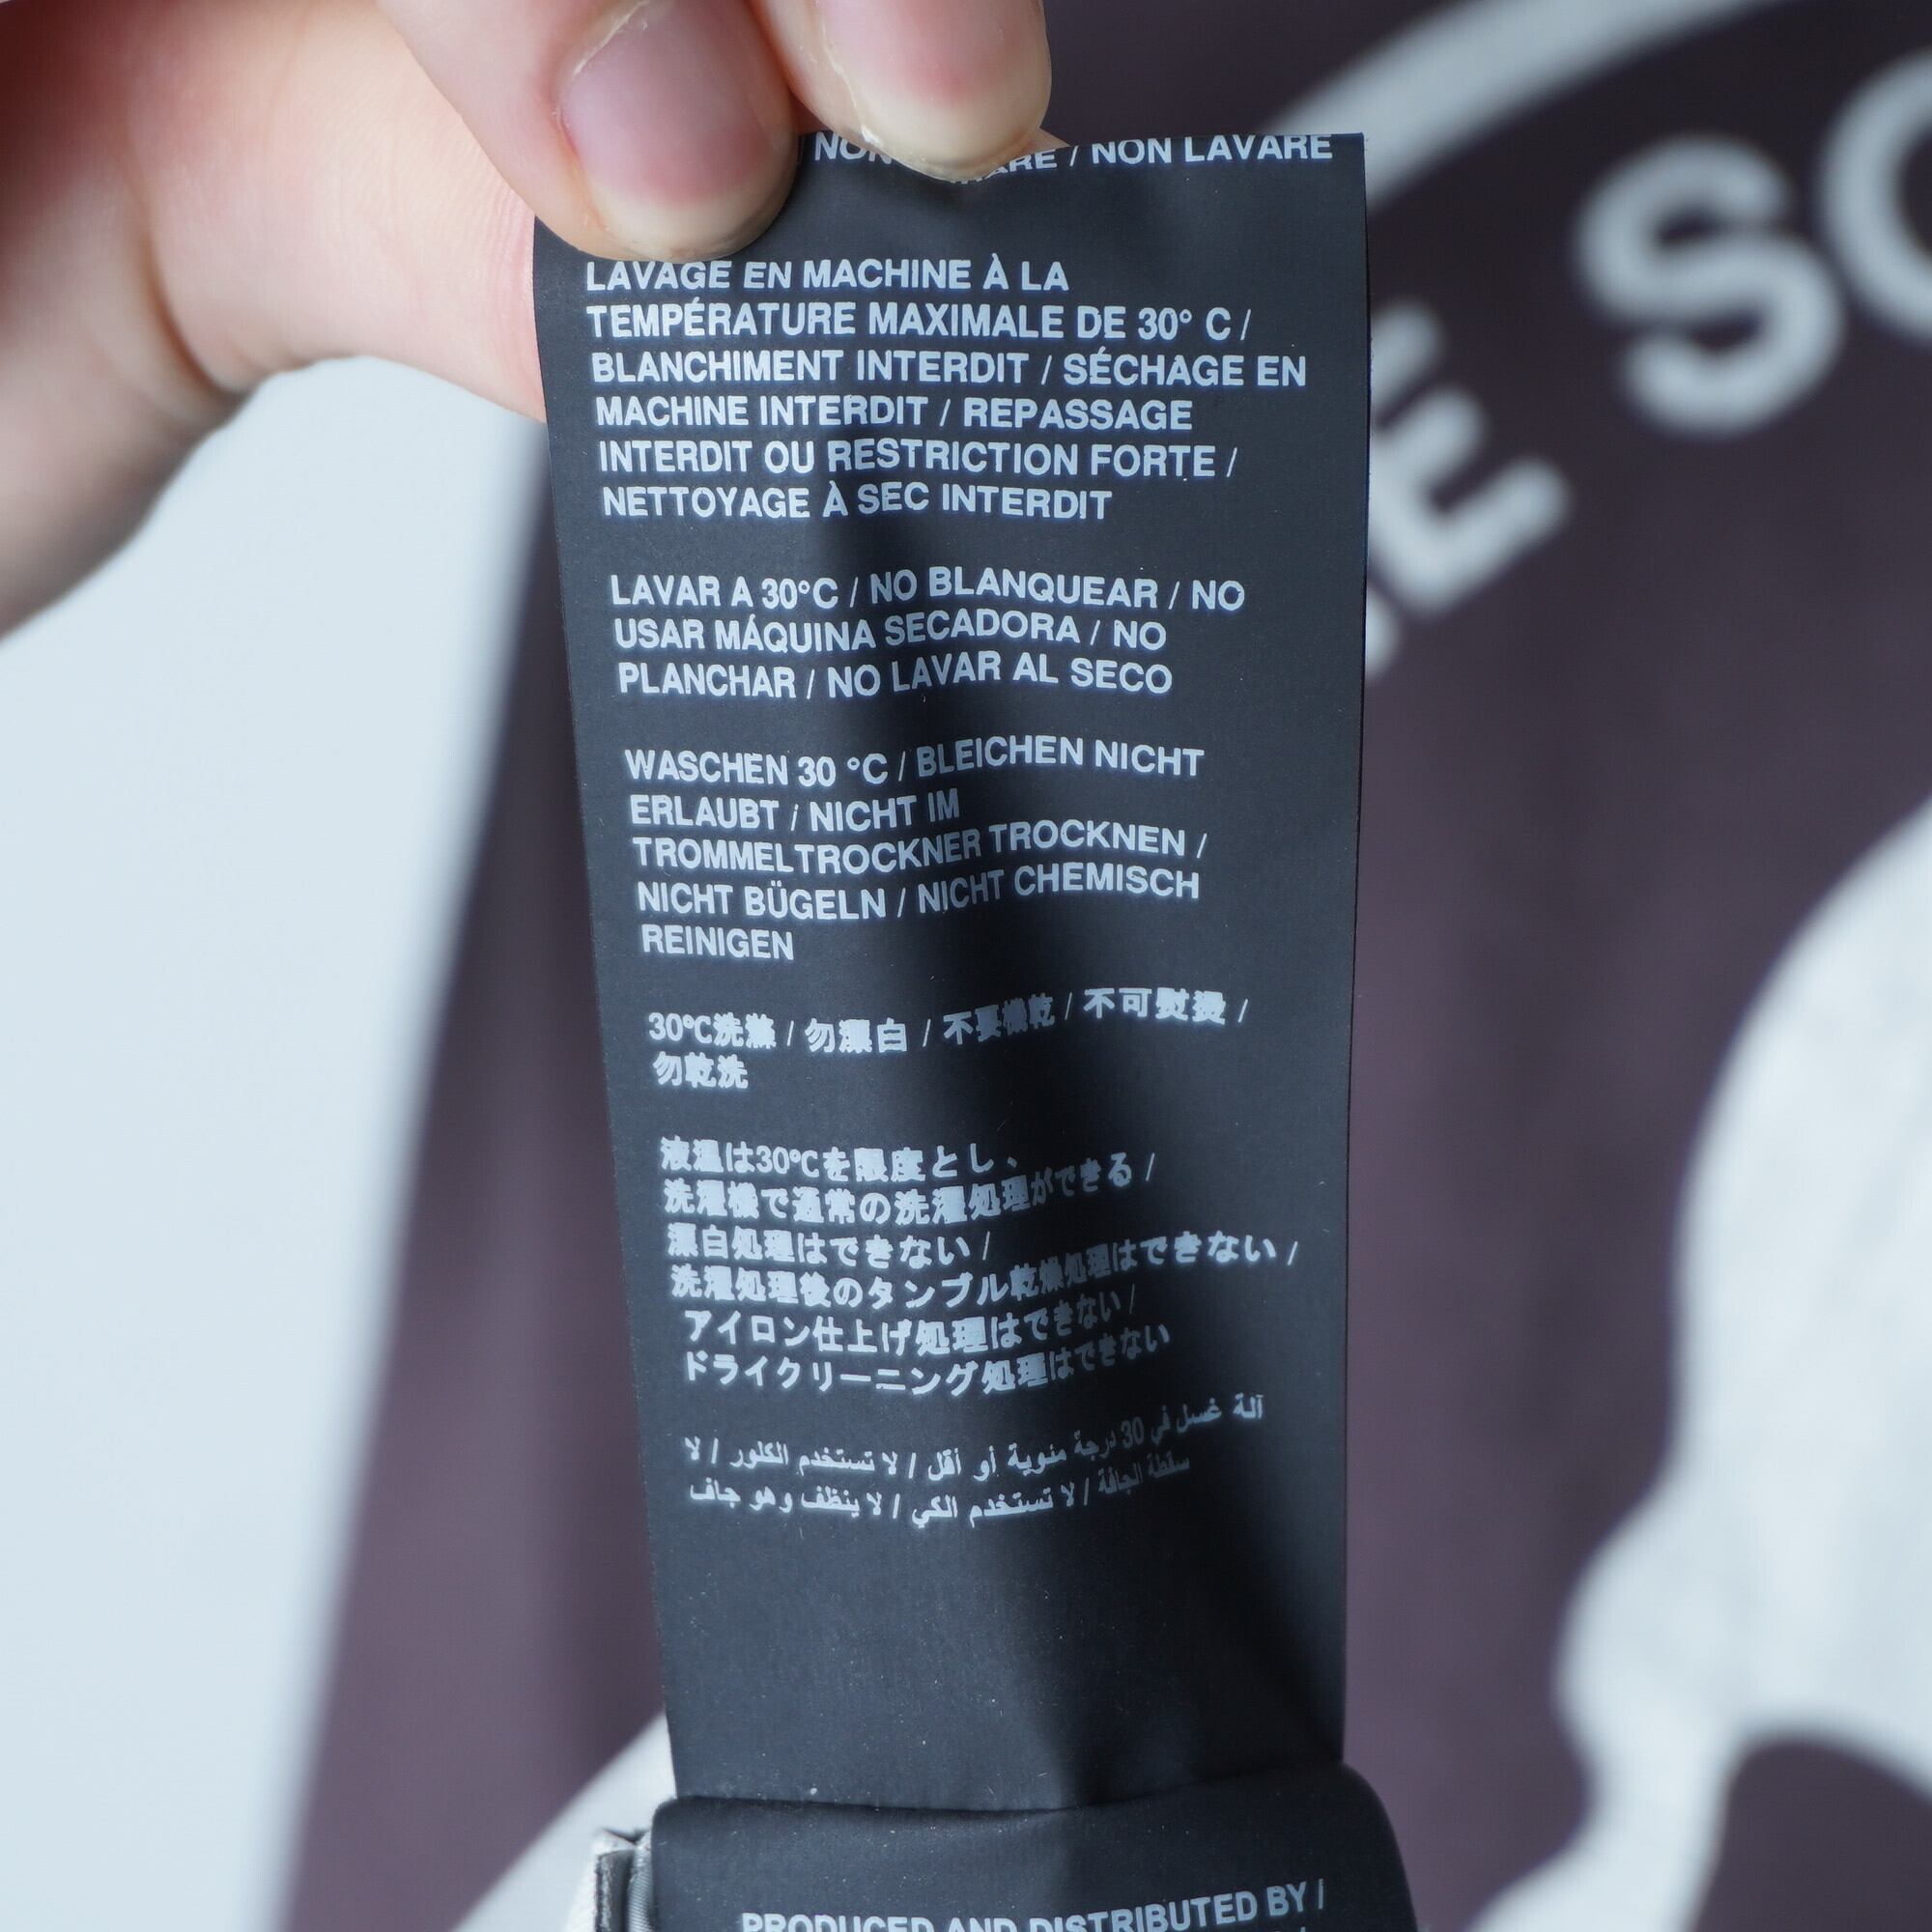 NON / NON LAVARE
LAVAGE EN MACHINE À LA
TEMPÉRATURE MAXIMALE DE 30° C /
BLANCHIMENT INTERDIT / SÉCHAGE EN
MACHINE INTERDIT / REPASSAGE
INTERDIT OU RESTRICTION FORTE /
NETTOYAGE À SEC INTERDIT
LAVAR A 30°C / NO BLANQUEAR / NO
USAR MÁQUINA SECADORA / NO
PLANCHAR / NO LAVAR AL SECO
WASCHEN 30 °C / BLEICHEN NICHT
ERLAUBT / NICHT IM
TROMMELTROCKNER TROCKNEN /
NICHT BÜGELN / NICHT CHEMISCH
REINIGEN
30℃洗滌 / 勿漂白 / 不要機乾 / 不可熨燙 /
勿乾洗
液温は30℃を限度とし、
洗濯機で通常の洗濯処理ができる /
漂白処理はできない /
洗濯処理後のタンブル乾燥処理はできない /
アイロン仕上げ処理はできない /
ドライクリーニング処理はできない
آلة غسل في 30 درجة مئوية أو أقل / لا تستخدم الكلور / لا
سقطة الجافة / لا تستخدم الكي / لا ينظف وهو جاف
PRODUCED AND DISTRIBUTED BY /
SO
E